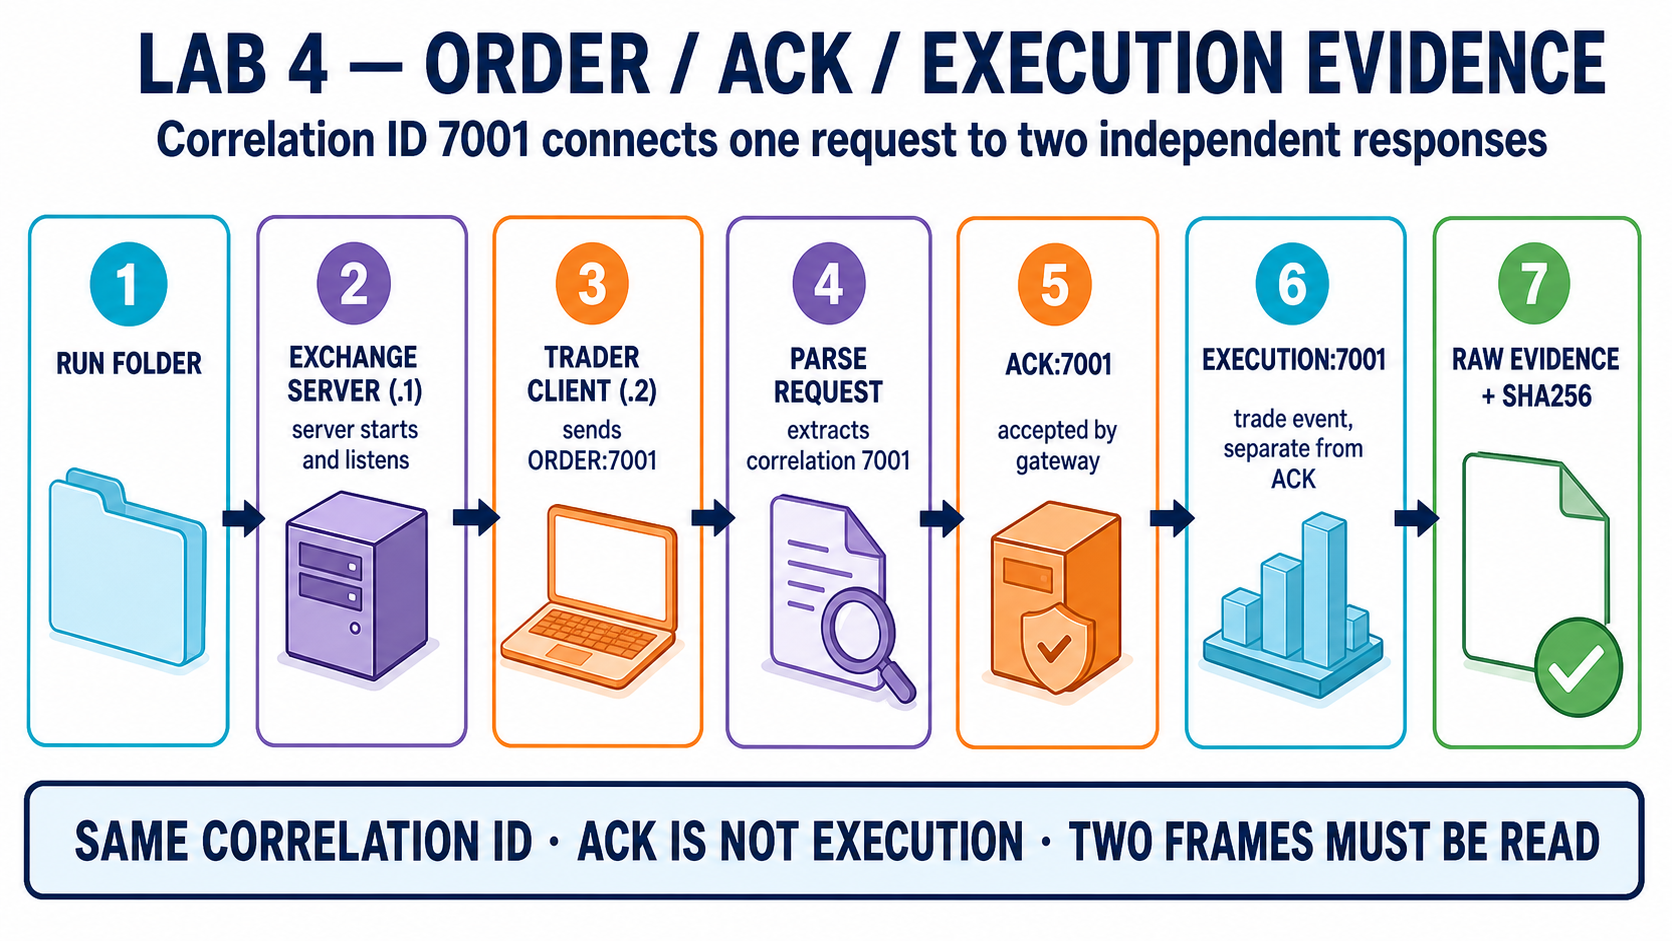 LAB 4 — ORDER / ACK / EXECUTION EVIDENCE
Correlation ID 7001 connects one request to two independent responses
1
RUN FOLDER
2
EXCHANGE
SERVER (.1)
server starts
and listens
3
TRADER
CLIENT (.2)
sends
ORDER:7001
4
PARSE
REQUEST
extracts
correlation 7001
5
ACK:7001
accepted by
gateway
6
EXECUTION:7001
trade event,
separate from
ACK
7
RAW EVIDENCE
+ SHA256
SAME CORRELATION ID · ACK IS NOT EXECUTION · TWO FRAMES MUST BE READ